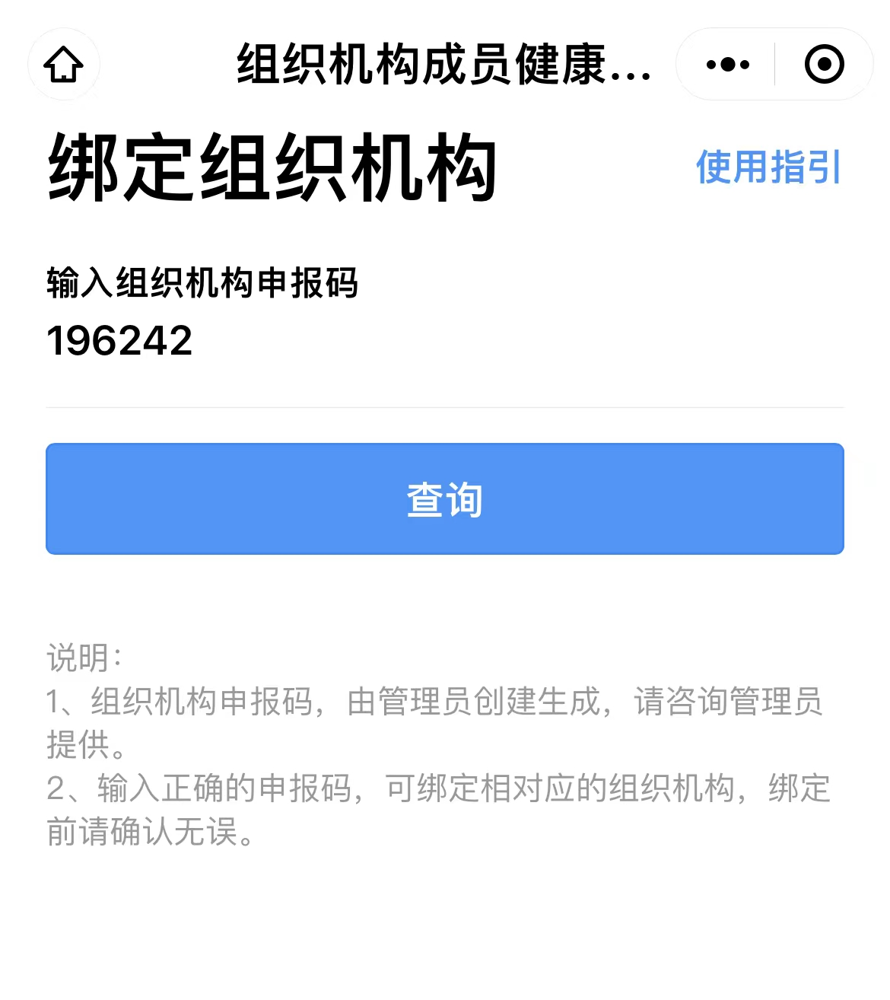 组织机构成员健康...
绑定组织机构
使用指引
输入组织机构申报码
196242
查询
说明：
1、组织机构申报码，由管理员创建生成，请咨询管理员
提供。
2、输入正确的申报码，可绑定相对应的组织机构，绑定
前请确认无误。